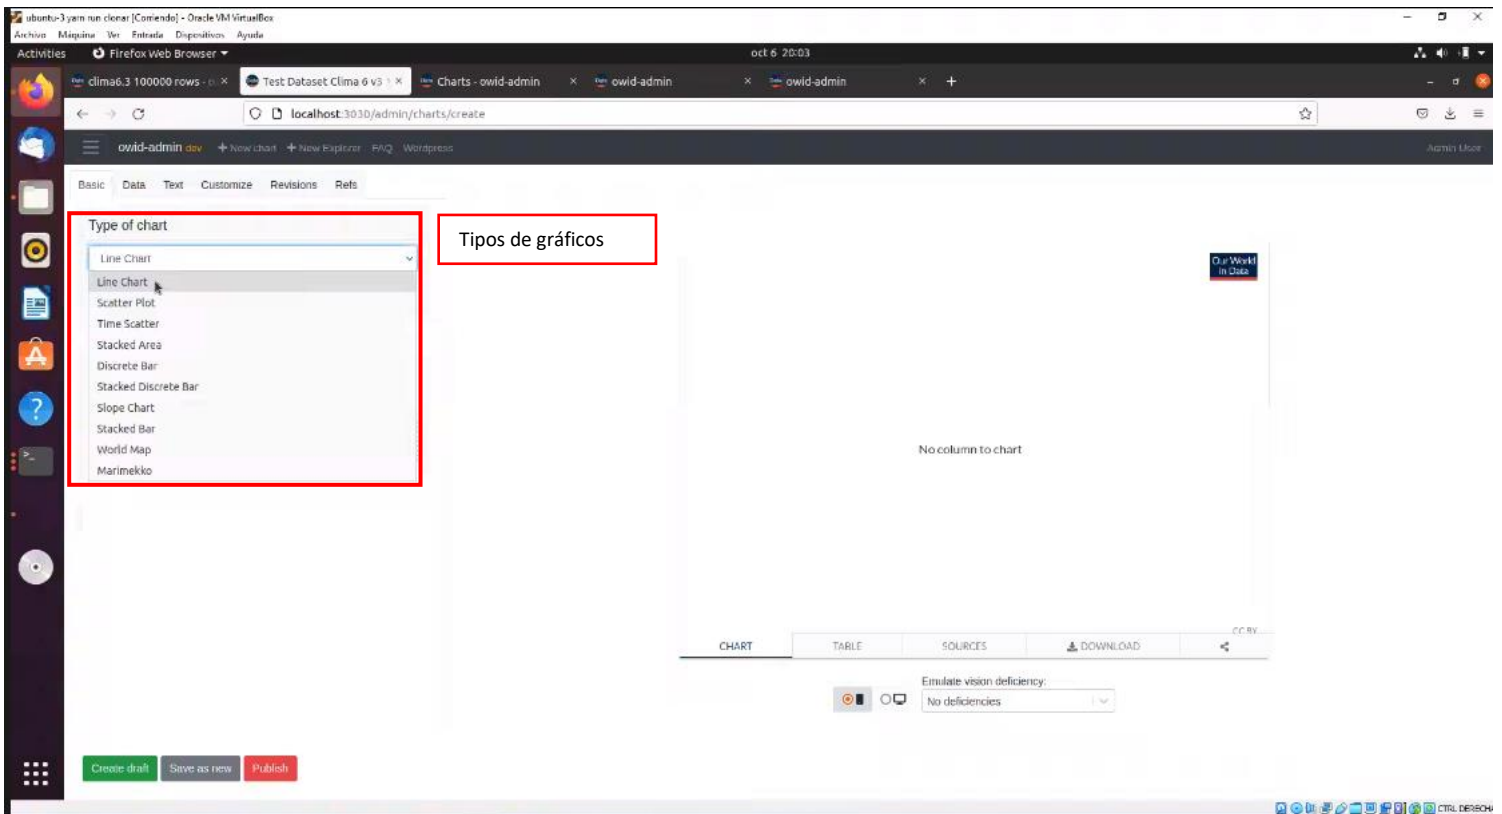 ubuntu-3 yarn run clonar [Corriendo] - Oracle VM VirtualBox
Archivo Máquina Ver Entrada Dispositivos Ayuda
Activities Firefox Web Browser oct 6 20:03
clima6.3 100000 rows - Test Dataset Clima 6 v3 Charts - owid-admin owid-admin owid-admin
localhost:3030/admin/charts/create
owid-admin dev + New chart + New Explorer FAQ Wordpress Admin User
Basic Data Text Customize Revisions Refs
Type of chart
Tipos de gráficos
Line Chart
Our World
in Data
Line Chart
Scatter Plot
Time Scatter
Stacked Area
Discrete Bar
Stacked Discrete Bar
Slope Chart
Stacked Bar
World Map
Marimekko
No column to chart
CC BY
CHART TABLE SOURCES DOWNLOAD
Emulate vision deficiency:
No deficiencies
Create draft Save as new Publish
CTRL DERECHA